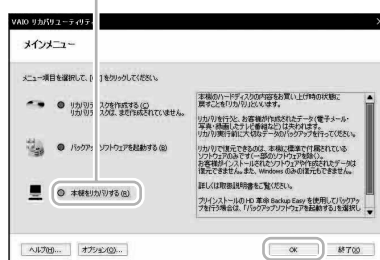 VAIO リカバリユーティリティ
メインメニュー
メニュー項目を選択して、[ ]をクリックしてください。
リカバリディスクを作成する(C)
リカバリディスクは、まだ作成されていません。
バックアップソフトウェアを起動する(B)
本機をリカバリする(R)
本機のハードディスクの内容をお買い上げ時の状態に
戻すことを「リカバリ」といいます。
リカバリを行うと、お客様が作成されたデータ(電子メール・
写真・録画したテレビ番組など)は失われます。
リカバリ実行前に大切なデータのバックアップを行ってください。
リカバリで復元できるのは、本機に標準で付属されている
ソフトウェアのみです(一部のソフトウェアを除く)。
お客様がインストールされたソフトウェアや作成されたデータは
復元できません。また、Windows のみの復元もできません。
詳しくは取扱説明書をご覧ください。
プリインストールのHD 革命 Backup Easy を使用してバックアッ
プを行う場合は、「バックアップソフトウェアを起動する」を選択し
ヘルプ(H)...
オプション(O)...
OK
終了(X)